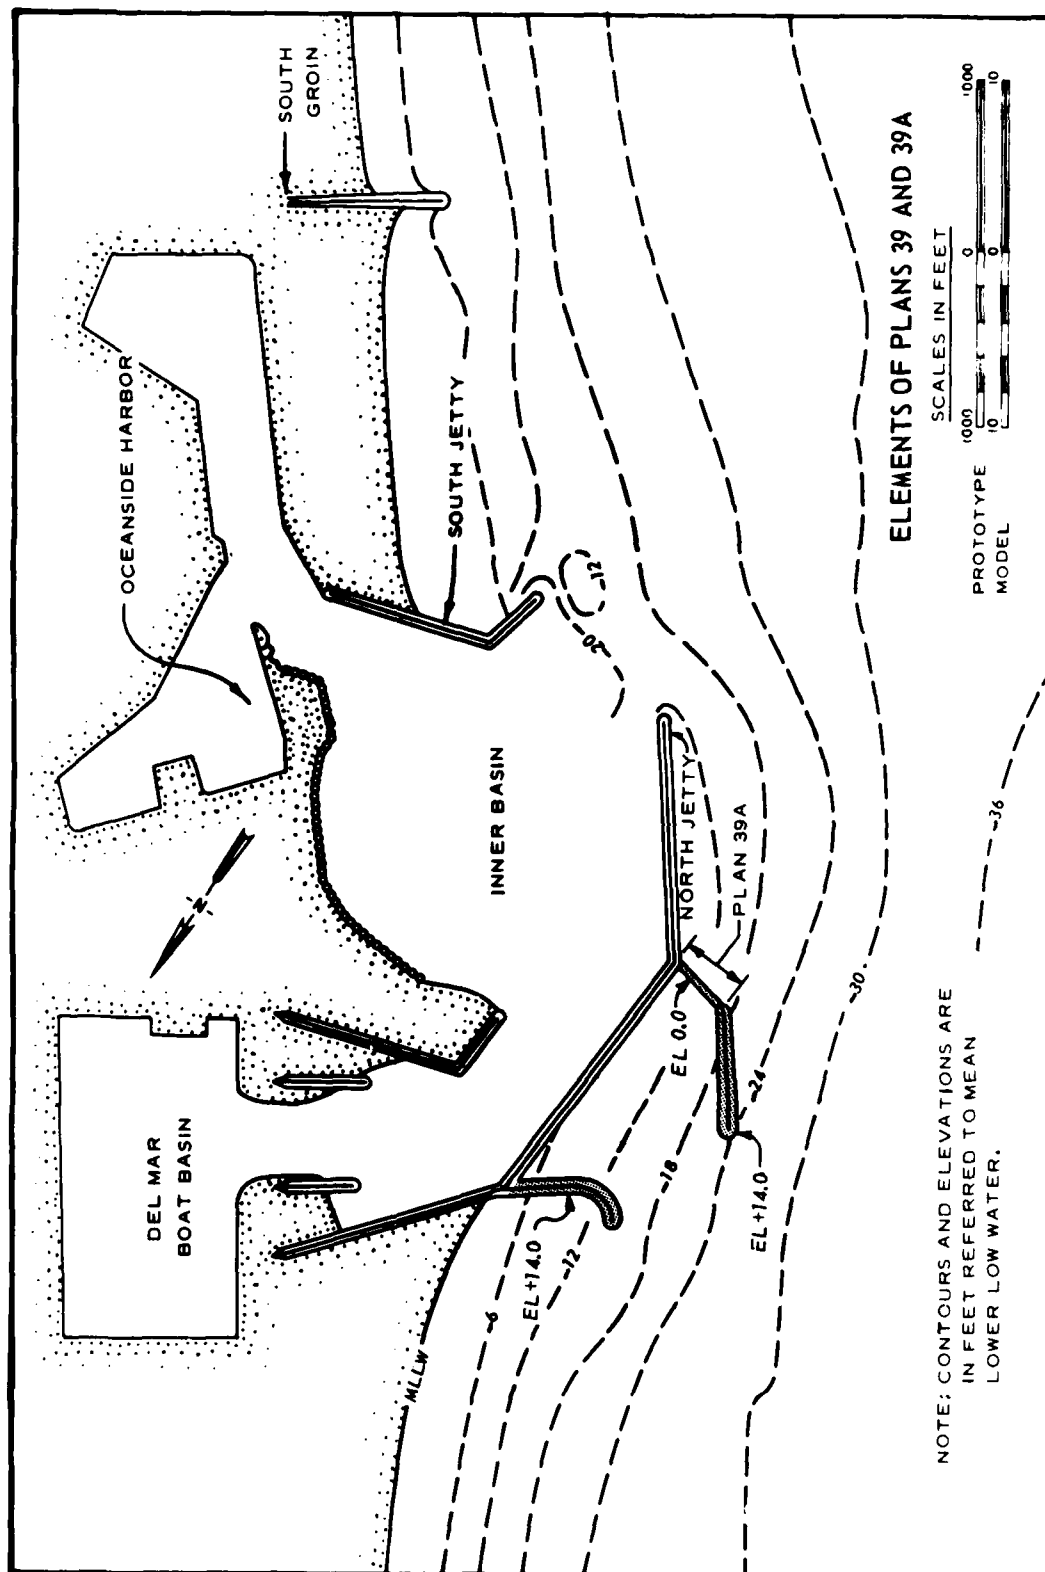 SOUTH
GROIN
OCEANSIDE HARBOR
SOUTH JETTY
-12
-20
INNER BASIN
N
NORTH JETTY
PLAN 39A
DEL MAR
BOAT BASIN
EL 0.0
EL +14.0
EL +14.0
MLLW
-6
-12
-18
-24
-30
-36
ELEMENTS OF PLANS 39 AND 39A
SCALES IN FEET
PROTOTYPE 1000 0 1000
MODEL 10 0 10
NOTE: CONTOURS AND ELEVATIONS ARE
IN FEET REFERRED TO MEAN
LOWER LOW WATER.